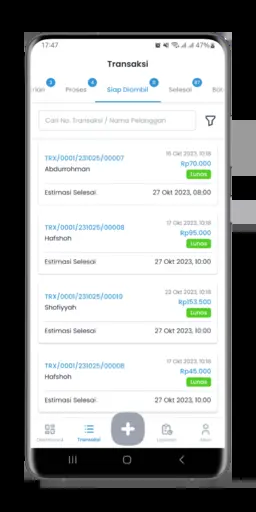 17:47
47%
Transaksi
3 4 9 47
rian Proses Siap Diambil Selesai Bat
Cari No. Transaksi / Nama Pelanggan
TRX/0001/231025/00007 15 Okt 2023, 10:18
Rp70.000
Abdurrohman Lunas
Estimasi Selesai 27 Okt 2023, 08:00
TRX/0001/231025/00008 17 Okt 2023, 10:18
Rp95.000
Hafshoh Lunas
Estimasi Selesai 27 Okt 2023, 10:00
TRX/0001/231025/00010 23 Okt 2023, 10:18
Rp153.500
Shofiyyah Lunas
Estimasi Selesai 27 Okt 2023, 10:00
TRX/0001/231025/00008 17 Okt 2023, 10:18
Rp45.000
Hafshoh Lunas
Estimasi Selesai 27 Okt 2023, 10:00
Dashboard Transaksi Laporan Akun